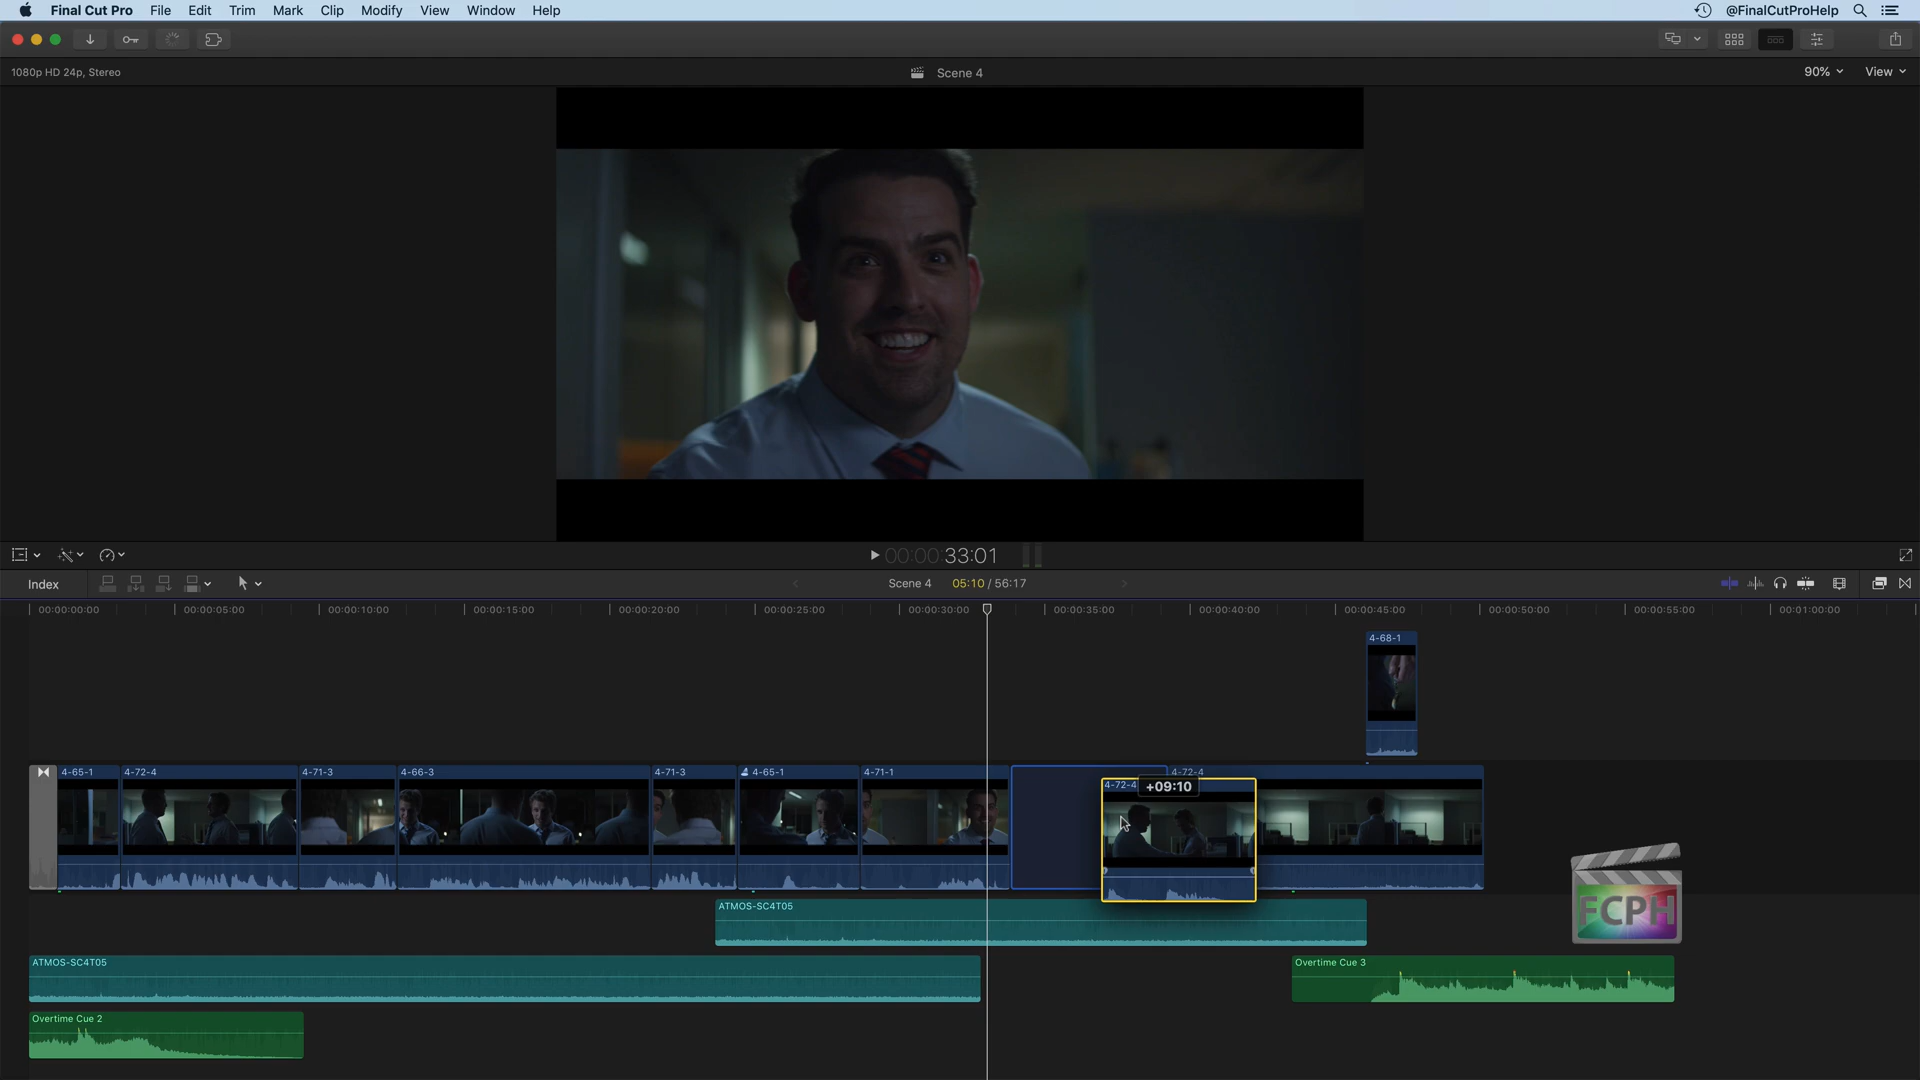 Final Cut Pro File Edit Trim Mark Clip Modify View Window Help @FinalCutProHelp
1080p HD 24p, Stereo Scene 4 90% View
00:00:33:01
Index Scene 4 05:10 / 56:17
00:00:00:00 00:00:05:00 00:00:10:00 00:00:15:00 00:00:20:00 00:00:25:00 00:00:30:00 00:00:35:00 00:00:40:00 00:00:45:00 00:00:50:00 00:00:55:00 00:01:00:00
4-68-1
4-65-1 4-72-4 4-71-3 4-66-3 4-71-3 4-65-1 4-71-1 4-72-4
4-72-4 +09:10
ATMOS-SC4T05
FCPH
ATMOS-SC4T05
Overtime Cue 3
Overtime Cue 2